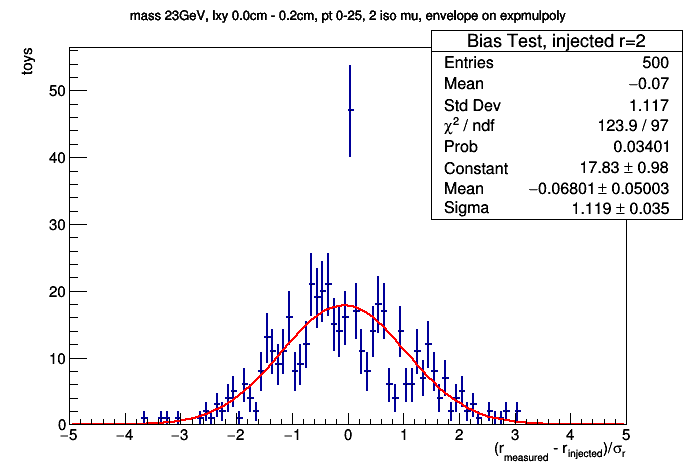 mass 23GeV, lxy 0.0cm - 0.2cm, pt 0-25, 2 iso mu, envelope on expmulpoly
Bias Test, injected r=2
Entries 500
Mean −0.07
Std Dev 1.117
χ² / ndf 123.9 / 97
Prob 0.03401
Constant 17.83 ± 0.98
Mean −0.06801 ± 0.05003
Sigma 1.119 ± 0.035
toys
50
40
30
20
10
0
−5 −4 −3 −2 −1 0 1 2 3 4 5
(r_measured - r_injected)/σ_r